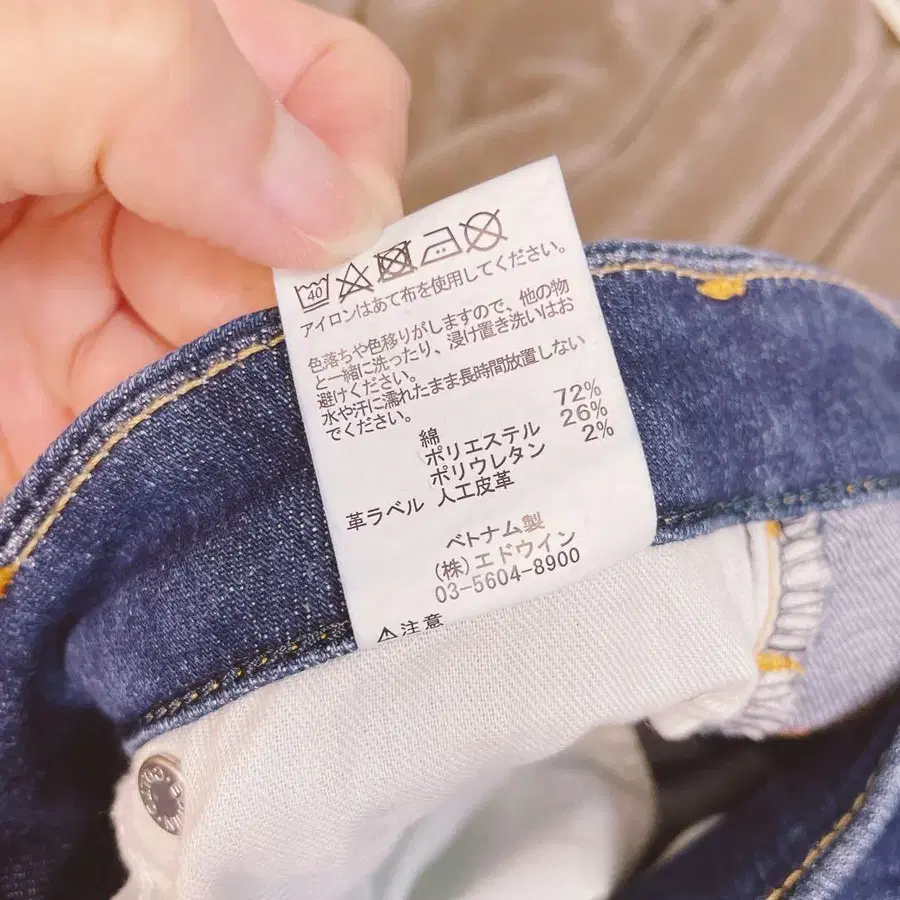 40
アイロンはあて布を使用してください。
色落ちや色移りがしますので、他の物
と一緒に洗ったり、浸け置き洗いはお
避けください。
水や汗に濡れたまま長時間放置しない
でください。
綿 72%
ポリエステル 26%
ポリウレタン 2%
革ラベル 人工皮革
ベトナム製
(株)エドウイン
03-5604-8900
⚠注意